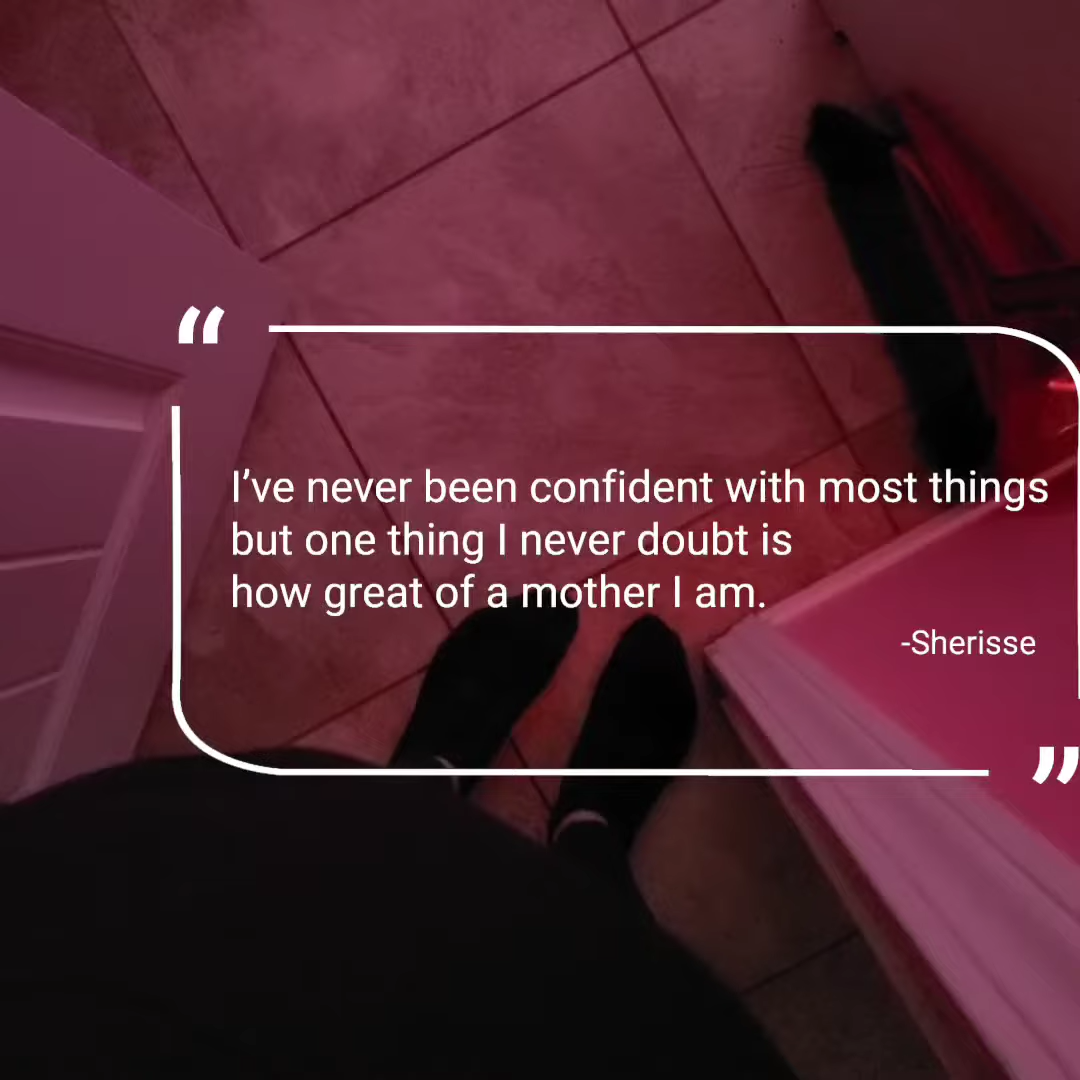 “
I’ve never been confident with most things
but one thing I never doubt is
how great of a mother I am.
-Sherisse
”